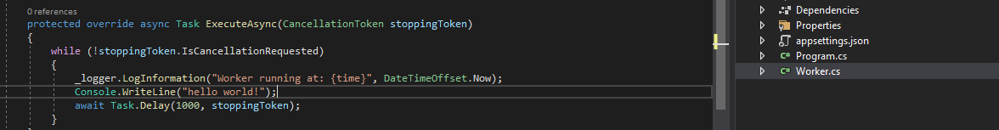 0 references
protected override async Task ExecuteAsync(CancellationToken stoppingToken)
{
while (!stoppingToken.IsCancellationRequested)
{
_logger.LogInformation("Worker running at: {time}", DateTimeOffset.Now);
Console.WriteLine("hello world!");
await Task.Delay(1000, stoppingToken);
}
Dependencies
Properties
appsettings.json
C# Program.cs
C# Worker.cs